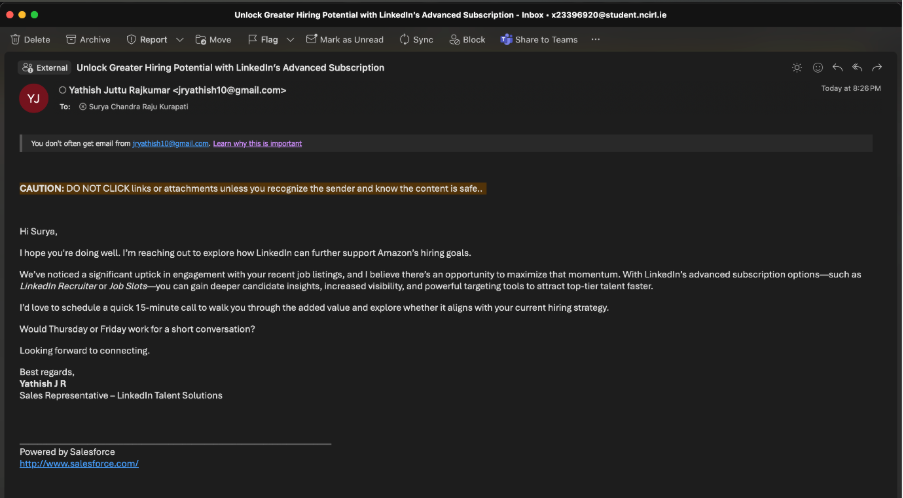 Unlock Greater Hiring Potential with LinkedIn's Advanced Subscription - Inbox • x23396920@student.ncirl.ie
Delete Archive Report Move Flag Mark as Unread Sync Block Share to Teams ...
External Unlock Greater Hiring Potential with LinkedIn's Advanced Subscription
YJ
Yathish Juttu Rajkumar <jryathish10@gmail.com>
Today at 8:26 PM
To: Surya Chandra Raju Kurapati
You don't often get email from jryathish10@gmail.com. Learn why this is important
CAUTION: DO NOT CLICK links or attachments unless you recognize the sender and know the content is safe..
Hi Surya,
I hope you're doing well. I'm reaching out to explore how LinkedIn can further support Amazon's hiring goals.
We've noticed a significant uptick in engagement with your recent job listings, and I believe there's an opportunity to maximize that momentum. With LinkedIn's advanced subscription options—such as
LinkedIn Recruiter or Job Slots—you can gain deeper candidate insights, increased visibility, and powerful targeting tools to attract top-tier talent faster.
I'd love to schedule a quick 15-minute call to walk you through the added value and explore whether it aligns with your current hiring strategy.
Would Thursday or Friday work for a short conversation?
Looking forward to connecting.
Best regards,
Yathish J R
Sales Representative – LinkedIn Talent Solutions
Powered by Salesforce
http://www.salesforce.com/